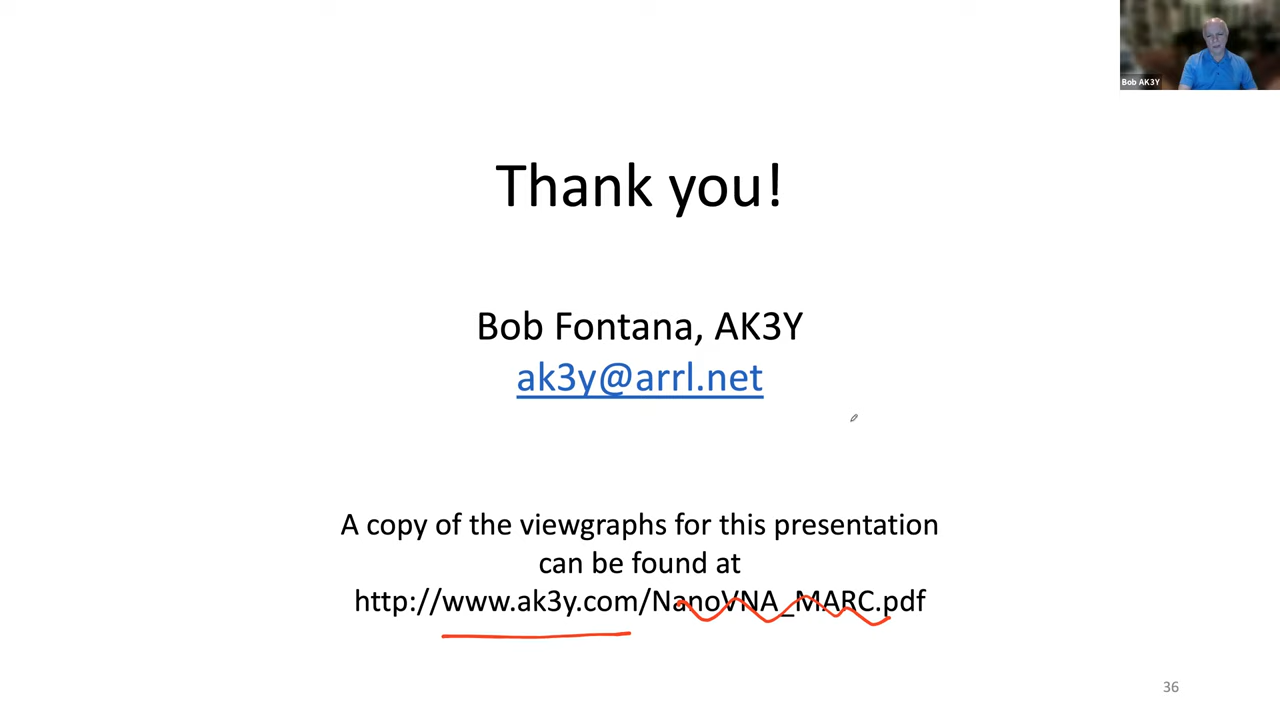 Bob AK3Y
Thank you!
Bob Fontana, AK3Y
ak3y@arrl.net
A copy of the viewgraphs for this presentation
can be found at
http://www.ak3y.com/NanoVNA_MARC.pdf
36